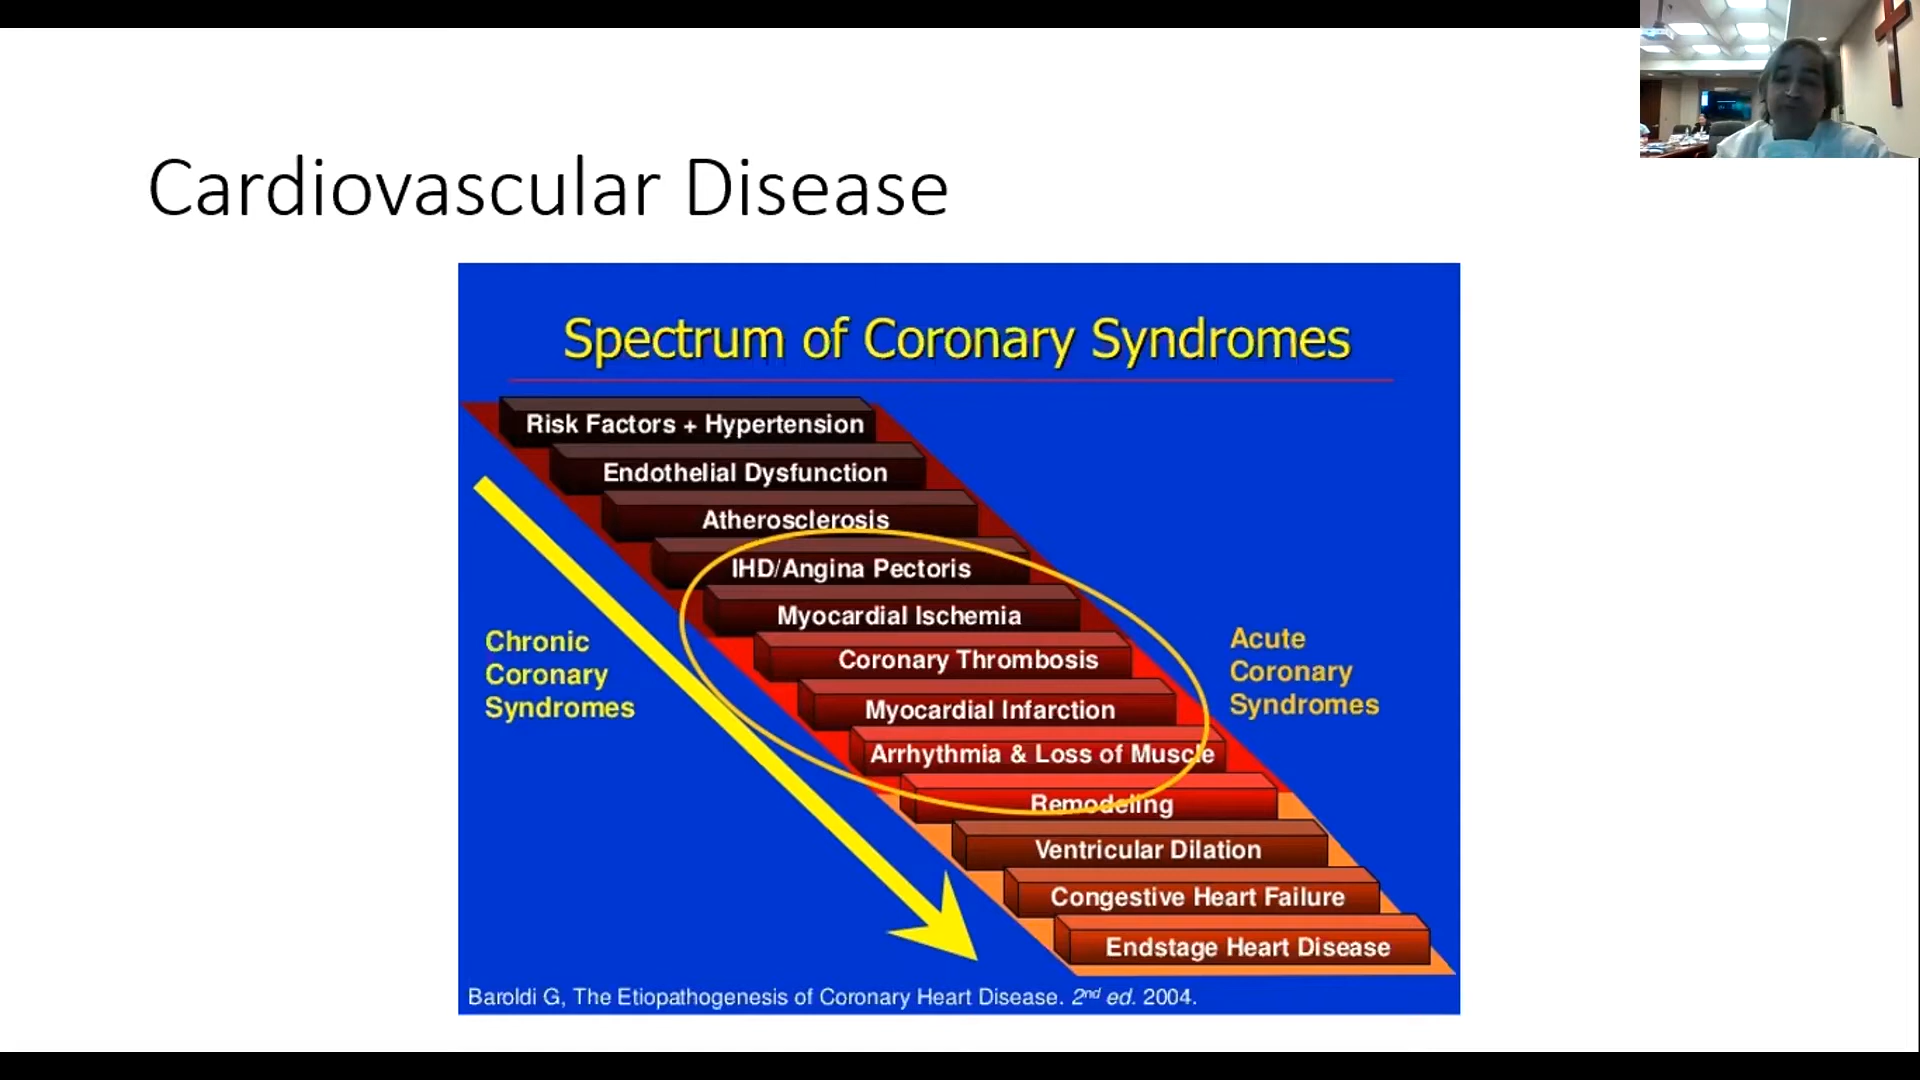 Cardiovascular Disease
Spectrum of Coronary Syndromes
Risk Factors + Hypertension
Endothelial Dysfunction
Atherosclerosis
IHD/Angina Pectoris
Myocardial Ischemia
Coronary Thrombosis
Myocardial Infarction
Arrhythmia & Loss of Muscle
Remodeling
Ventricular Dilation
Congestive Heart Failure
Endstage Heart Disease
Chronic
Coronary
Syndromes
Acute
Coronary
Syndromes
Baroldi G, The Etiopathogenesis of Coronary Heart Disease. 2nd ed. 2004.